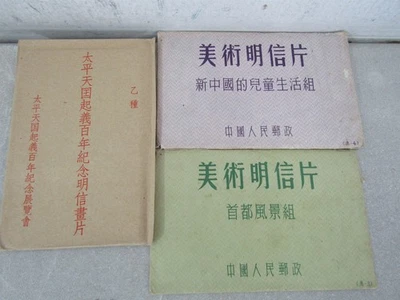 乙種
太平天国起義百年紀念明信畫片
太平天国起義百年紀念展覽會
美術明信片
新中國的兒童生活組
中國人民郵政
美術明信片
首都風景組
中國人民郵政